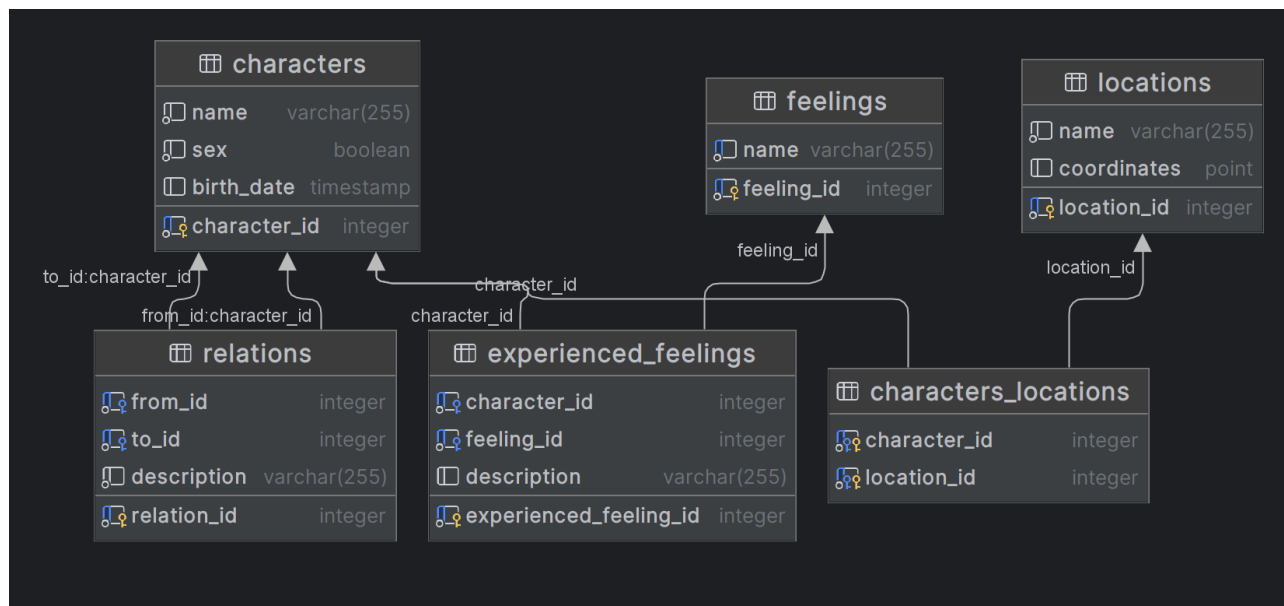 characters
name varchar(255)
sex boolean
birth_date timestamp
character_id integer
feelings
name varchar(255)
feeling_id integer
locations
name varchar(255)
coordinates point
location_id integer
to_id:character_id
from_id:character_id
character_id
character_id
feeling_id
location_id
relations
from_id integer
to_id integer
description varchar(255)
relation_id integer
experienced_feelings
character_id integer
feeling_id integer
description varchar(255)
experienced_feeling_id integer
characters_locations
character_id integer
location_id integer